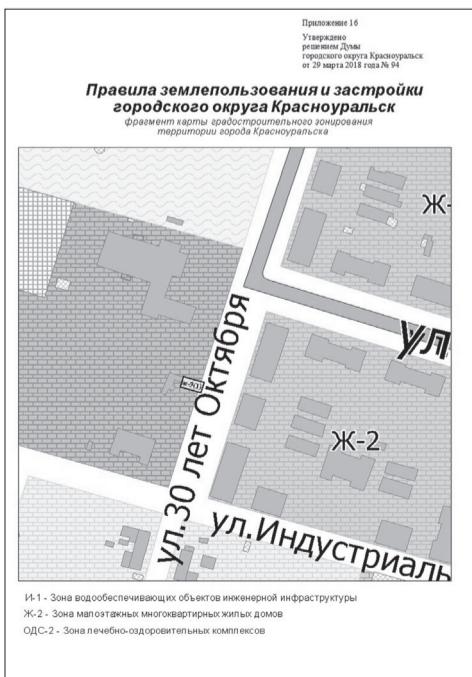 Приложение 16
Утверждено
решением Думы
городского округа Красноуральск
от 29 марта 2018 года № 94
Правила землепользования и застройки
городского округа Красноуральск
фрагмент карты градостроительного зонирования
территории города Красноуральска
Ж-
ул
ул.30 лет Октября
Ж-2
ул.Индустриаль
И-1 - Зона водообеспечивающих объектов инженерной инфраструктуры
Ж-2 - Зона малоэтажных многоквартирных жилых домов
ОДС-2 - Зона лечебно-оздоровительных комплексов